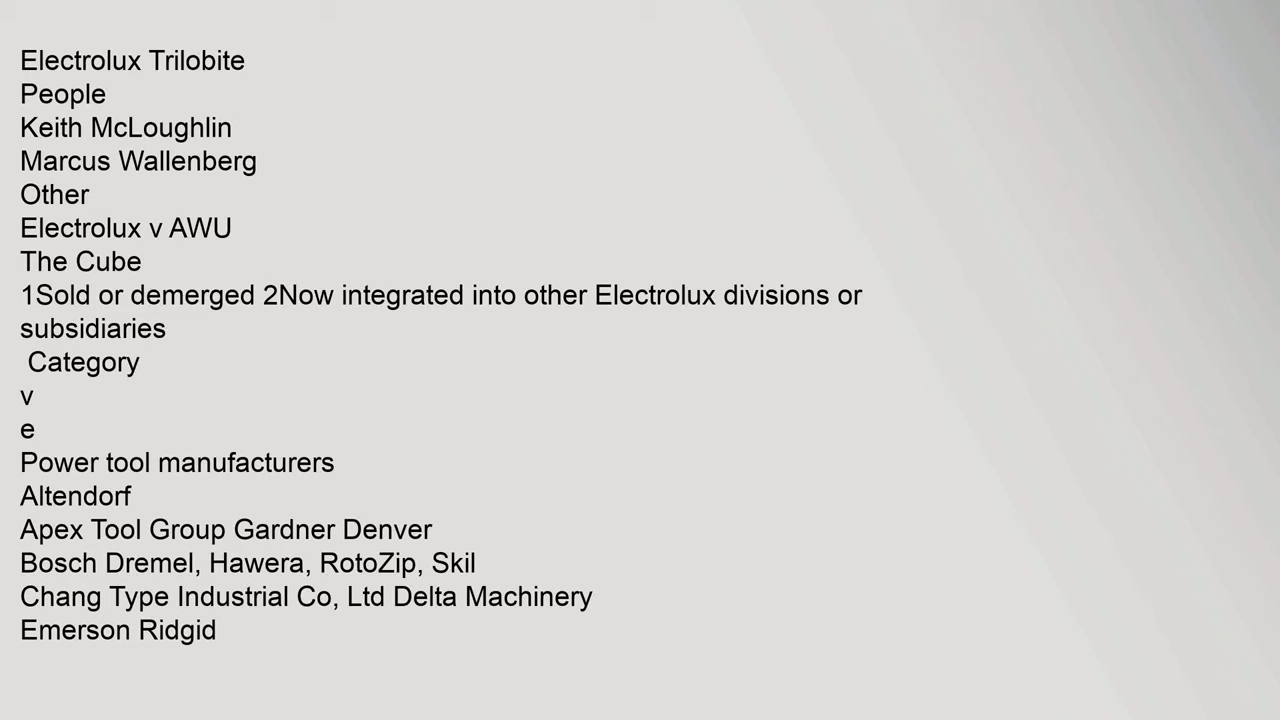 Electrolux Trilobite
People
Keith McLoughlin
Marcus Wallenberg
Other
Electrolux v AWU
The Cube
1Sold or demerged 2Now integrated into other Electrolux divisions or
subsidiaries
Category
v
e
Power tool manufacturers
Altendorf
Apex Tool Group Gardner Denver
Bosch Dremel, Hawera, RotoZip, Skil
Chang Type Industrial Co, Ltd Delta Machinery
Emerson Ridgid